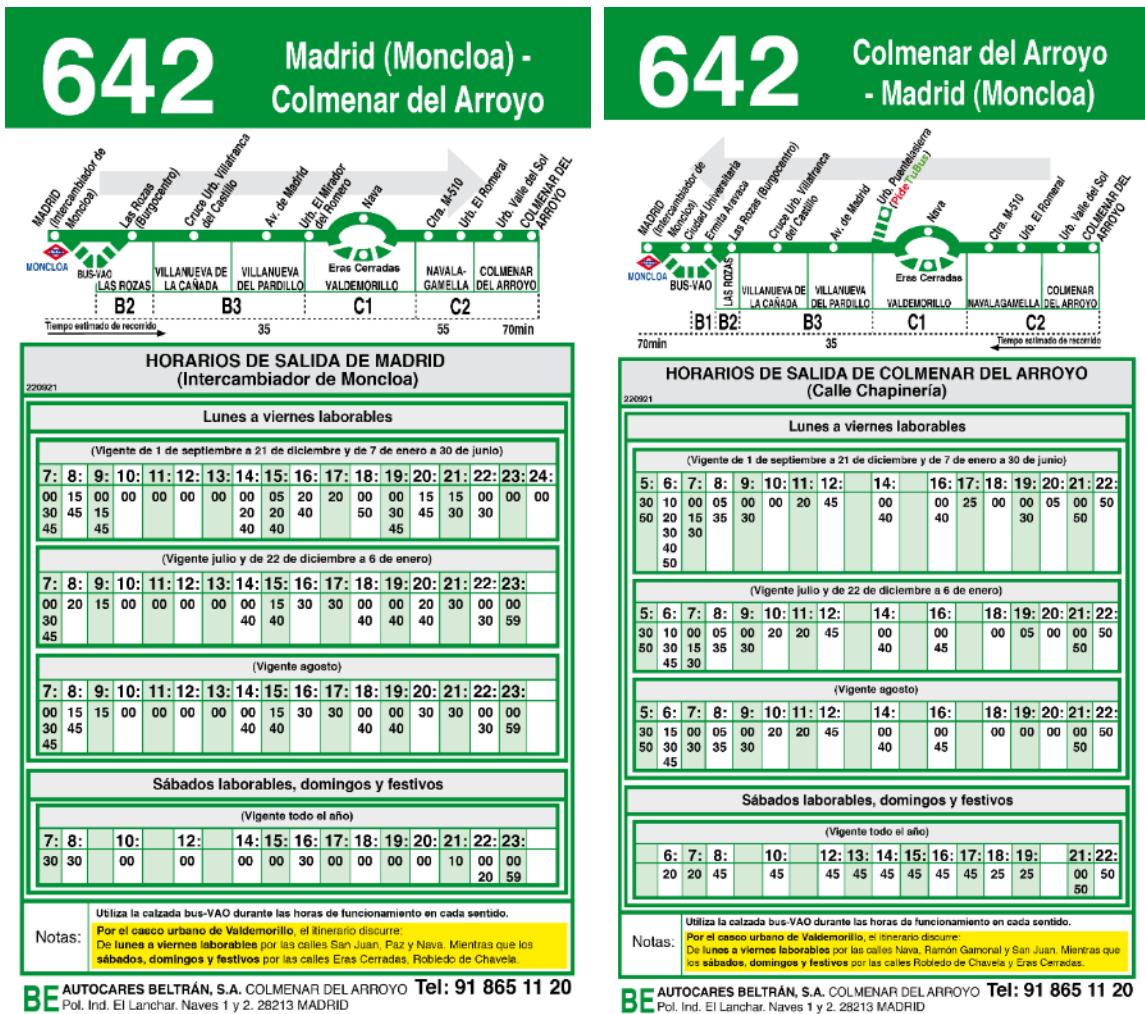 642
Madrid (Moncloa) -
Colmenar del Arroyo
MADRID
(Intercambiador de
Moncloa)
Las Rozas
(Burgocentro)
Cruce Urb. Villafranca
del Castillo
Av. de Madrid
Urb. El Mirador
del Romero
Nava
Ctra. M-510
Urb. El Romeral
Urb. Valle del Sol
COLMENAR DEL
ARROYO
MONCLOA
BUS-VAO
Eras Cerradas
LAS ROZAS
VILLANUEVA DE
LA CAÑADA
VILLANUEVA
DEL PARDILLO
VALDEMORILLO
NAVALA-
GAMELLA
COLMENAR
DEL ARROYO
B2 B3 C1 C2
Tiempo estimado de recorrido 35 55 70min
HORARIOS DE SALIDA DE MADRID
(Intercambiador de Moncloa)
220921
Lunes a viernes laborables
(Vigente de 1 de septiembre a 21 de diciembre y de 7 de enero a 30 de junio)
7: 8: 9: 10: 11: 12: 13: 14: 15: 16: 17: 18: 19: 20: 21: 22: 23: 24:
00 15 00 00 00 00 00 00 05 20 20 00 00 15 15 00 00 00
30 45 15 20 20 40 50 30 45 30 30
45 45 40 40 45
(Vigente julio y de 22 de diciembre a 6 de enero)
7: 8: 9: 10: 11: 12: 13: 14: 15: 16: 17: 18: 19: 20: 21: 22: 23:
00 20 15 00 00 00 00 00 15 30 30 00 00 20 30 00 00
30 40 40 40 40 40 30 59
45
(Vigente agosto)
7: 8: 9: 10: 11: 12: 13: 14: 15: 16: 17: 18: 19: 20: 21: 22: 23:
00 15 15 00 00 00 00 00 15 30 30 00 00 30 30 00 00
30 45 40 40 40 40 30 59
45
Sábados laborables, domingos y festivos
(Vigente todo el año)
7: 8: 10: 12: 14: 15: 16: 17: 18: 19: 20: 21: 22: 23:
30 30 00 00 00 00 30 00 00 00 00 10 00 00
20 59
Notas:
Utiliza la calzada bus-VAO durante las horas de funcionamiento en cada sentido.
Por el casco urbano de Valdemorillo, el itinerario discurre:
De lunes a viernes laborables por las calles San Juan, Paz y Nava. Mientras que los
sábados, domingos y festivos por las calles Eras Cerradas, Robledo de Chavela.
BE AUTOCARES BELTRÁN, S.A. COLMENAR DEL ARROYO Tel: 91 865 11 20
Pol. Ind. El Lanchar. Naves 1 y 2. 28213 MADRID
642
Colmenar del Arroyo
- Madrid (Moncloa)
MADRID
(Intercambiador de
Moncloa)
Ciudad Universitaria
Ermita Aravaca
Las Rozas (Burgocentro)
Cruce Urb. Villafranca
del Castillo
Av. de Madrid
Urb. Puentelasierra
(PideTuBus)
Nava
Ctra. M-510
Urb. El Romeral
Urb. Valle del Sol
COLMENAR DEL
ARROYO
MONCLOA
BUS-VAO
Eras Cerradas
LAS ROZAS
VILLANUEVA DE
LA CAÑADA
VILLANUEVA
DEL PARDILLO
VALDEMORILLO
NAVALAGAMELLA
COLMENAR
DEL ARROYO
B1 B2 B3 C1 C2
70min 35 Tiempo estimado de recorrido
HORARIOS DE SALIDA DE COLMENAR DEL ARROYO
(Calle Chapinería)
220921
Lunes a viernes laborables
(Vigente de 1 de septiembre a 21 de diciembre y de 7 de enero a 30 de junio)
5: 6: 7: 8: 9: 10: 11: 12: 14: 16: 17: 18: 19: 20: 21: 22:
30 10 00 05 00 00 20 45 00 00 25 00 00 05 00 50
50 20 15 35 30 40 40 30 50
30 30
40
50
(Vigente julio y de 22 de diciembre a 6 de enero)
5: 6: 7: 8: 9: 10: 11: 12: 14: 16: 18: 19: 20: 21: 22:
30 10 00 05 00 20 20 45 00 00 00 05 00 00 50
50 30 15 35 30 40 45 50
45 30
(Vigente agosto)
5: 6: 7: 8: 9: 10: 11: 12: 14: 16: 18: 19: 20: 21: 22:
30 15 00 05 00 20 20 45 00 00 00 00 00 00 50
50 30 30 35 30 40 45 50
45
Sábados laborables, domingos y festivos
(Vigente todo el año)
6: 7: 8: 10: 12: 13: 14: 15: 16: 17: 18: 19: 21: 22:
20 20 45 45 45 45 45 45 45 45 25 25 00 50
50
Notas:
Utiliza la calzada bus-VAO durante las horas de funcionamiento en cada sentido.
Por el casco urbano de Valdemorillo, el itinerario discurre:
De lunes a viernes laborables por las calles Nava, Ramón Gamonal y San Juan. Mientras que
los sábados, domingos y festivos por las calles Robledo de Chavela y Eras Cerradas.
BE AUTOCARES BELTRÁN, S.A. COLMENAR DEL ARROYO Tel: 91 865 11 20
Pol. Ind. El Lanchar. Naves 1 y 2. 28213 MADRID